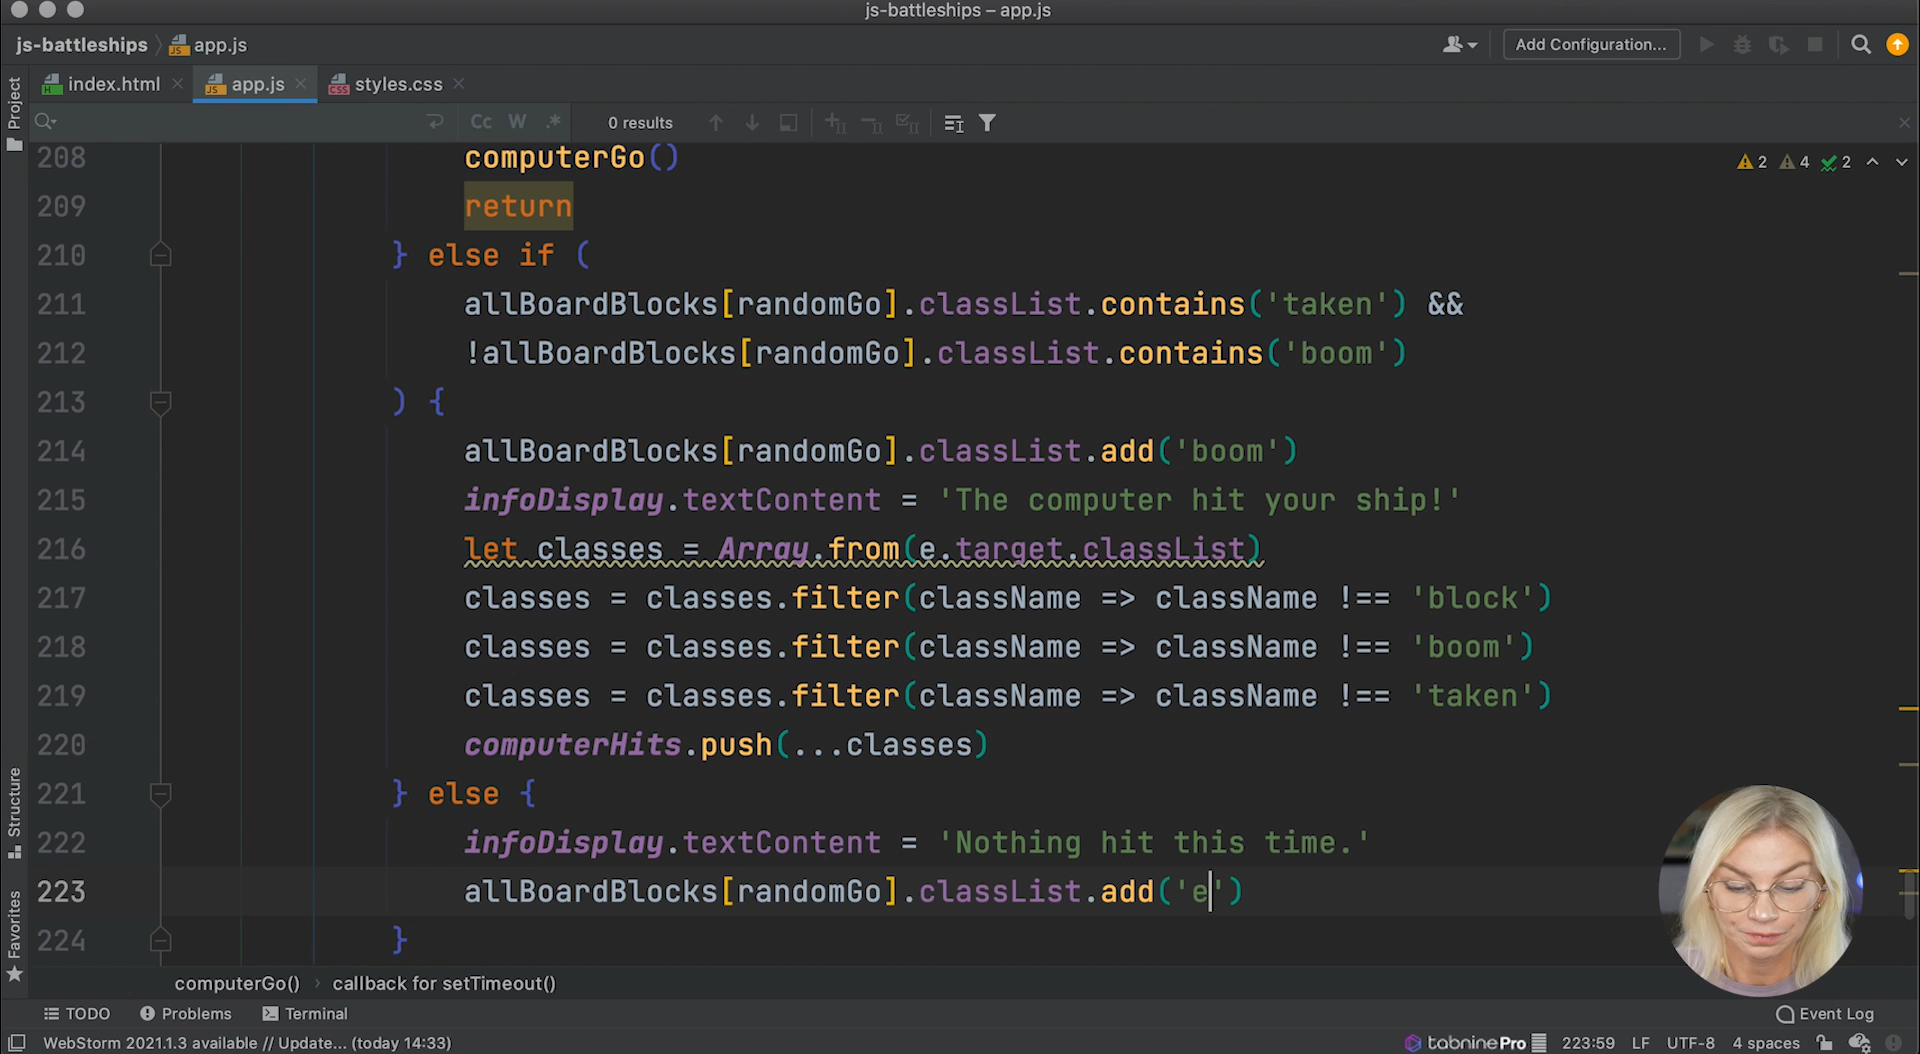 js-battleships – app.js
js-battleships app.js
Add Configuration...
Project
index.html app.js styles.css
Cc W .* 0 results
208 computerGo()
2 4 2
209 return
210 } else if (
211 allBoardBlocks[randomGo].classList.contains('taken') &&
212 !allBoardBlocks[randomGo].classList.contains('boom')
213 ) {
214 allBoardBlocks[randomGo].classList.add('boom')
215 infoDisplay.textContent = 'The computer hit your ship!'
216 let classes = Array.from(e.target.classList)
217 classes = classes.filter(className => className !== 'block')
218 classes = classes.filter(className => className !== 'boom')
219 classes = classes.filter(className => className !== 'taken')
220 computerHits.push(...classes)
221 } else {
222 infoDisplay.textContent = 'Nothing hit this time.'
223 allBoardBlocks[randomGo].classList.add('e')
224 }
Structure
Favorites
computerGo() › callback for setTimeout()
TODO Problems Terminal Event Log
WebStorm 2021.1.3 available // Update... (today 14:33) tabnine Pro 223:59 LF UTF-8 4 spaces